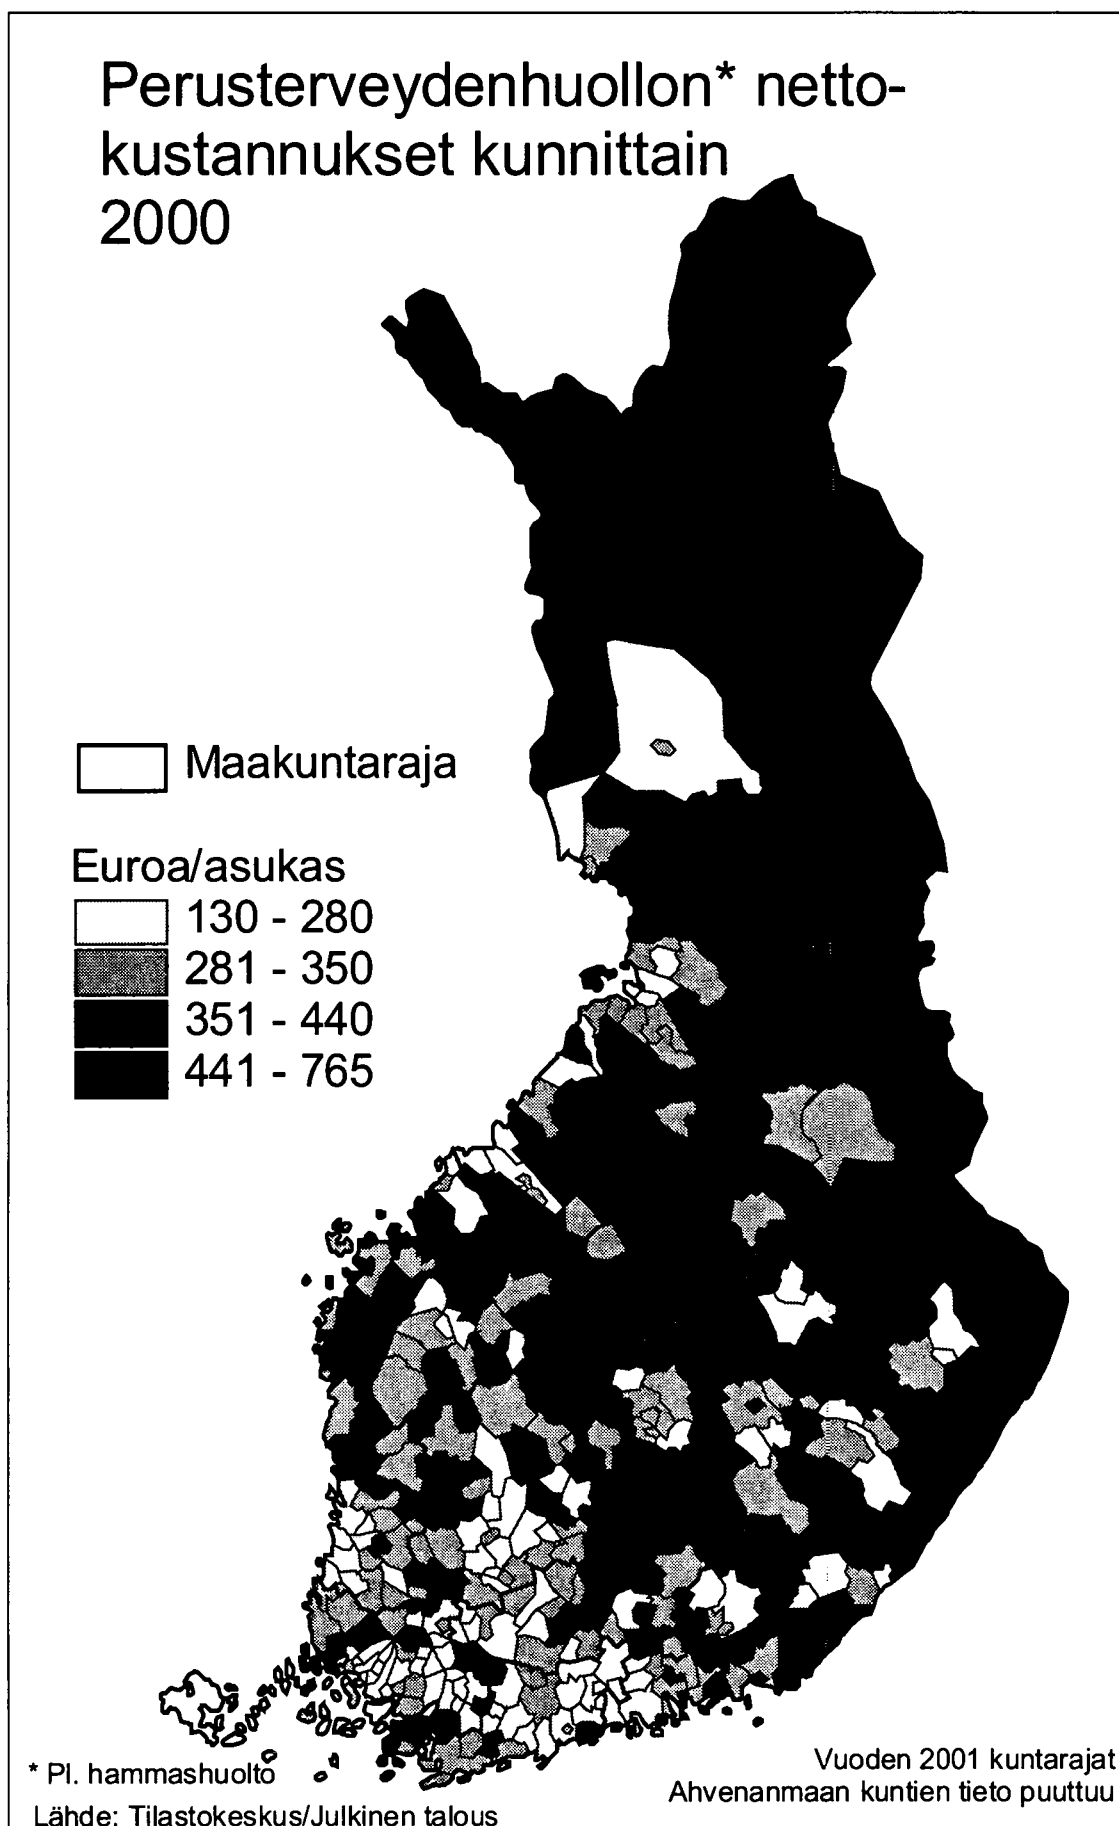 Perusterveydenhuollon* netto-
kustannukset kunnittain
2000
Maakuntaraja
Euroa/asukas
130 - 280
281 - 350
351 - 440
441 - 765
* Pl. hammashuolto
Lähde: Tilastokeskus/Julkinen talous
Vuoden 2001 kuntarajat
Ahvenanmaan kuntien tieto puuttuu